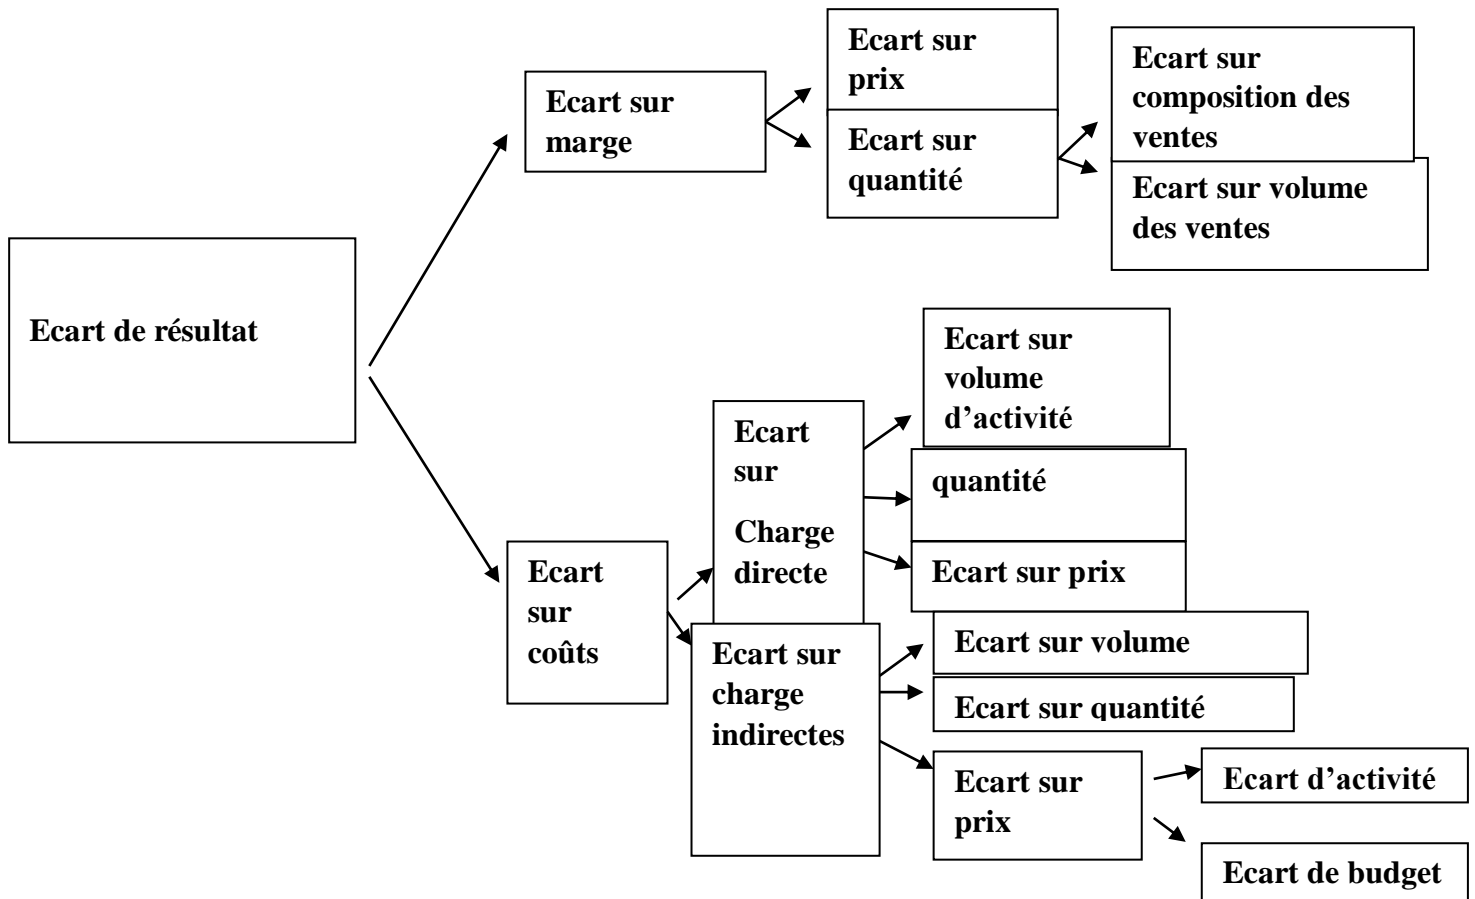 Ecart sur
prix
Ecart sur
composition des
ventes
Ecart sur
marge
Ecart sur
quantité
Ecart sur volume
des ventes
Ecart de résultat
Ecart sur
volume
d’activité
Ecart
sur
Charge
directe
quantité
Ecart sur prix
Ecart
sur
coûts
Ecart sur
charge
indirectes
Ecart sur volume
Ecart sur quantité
Ecart sur
prix
Ecart d’activité
Ecart de budget